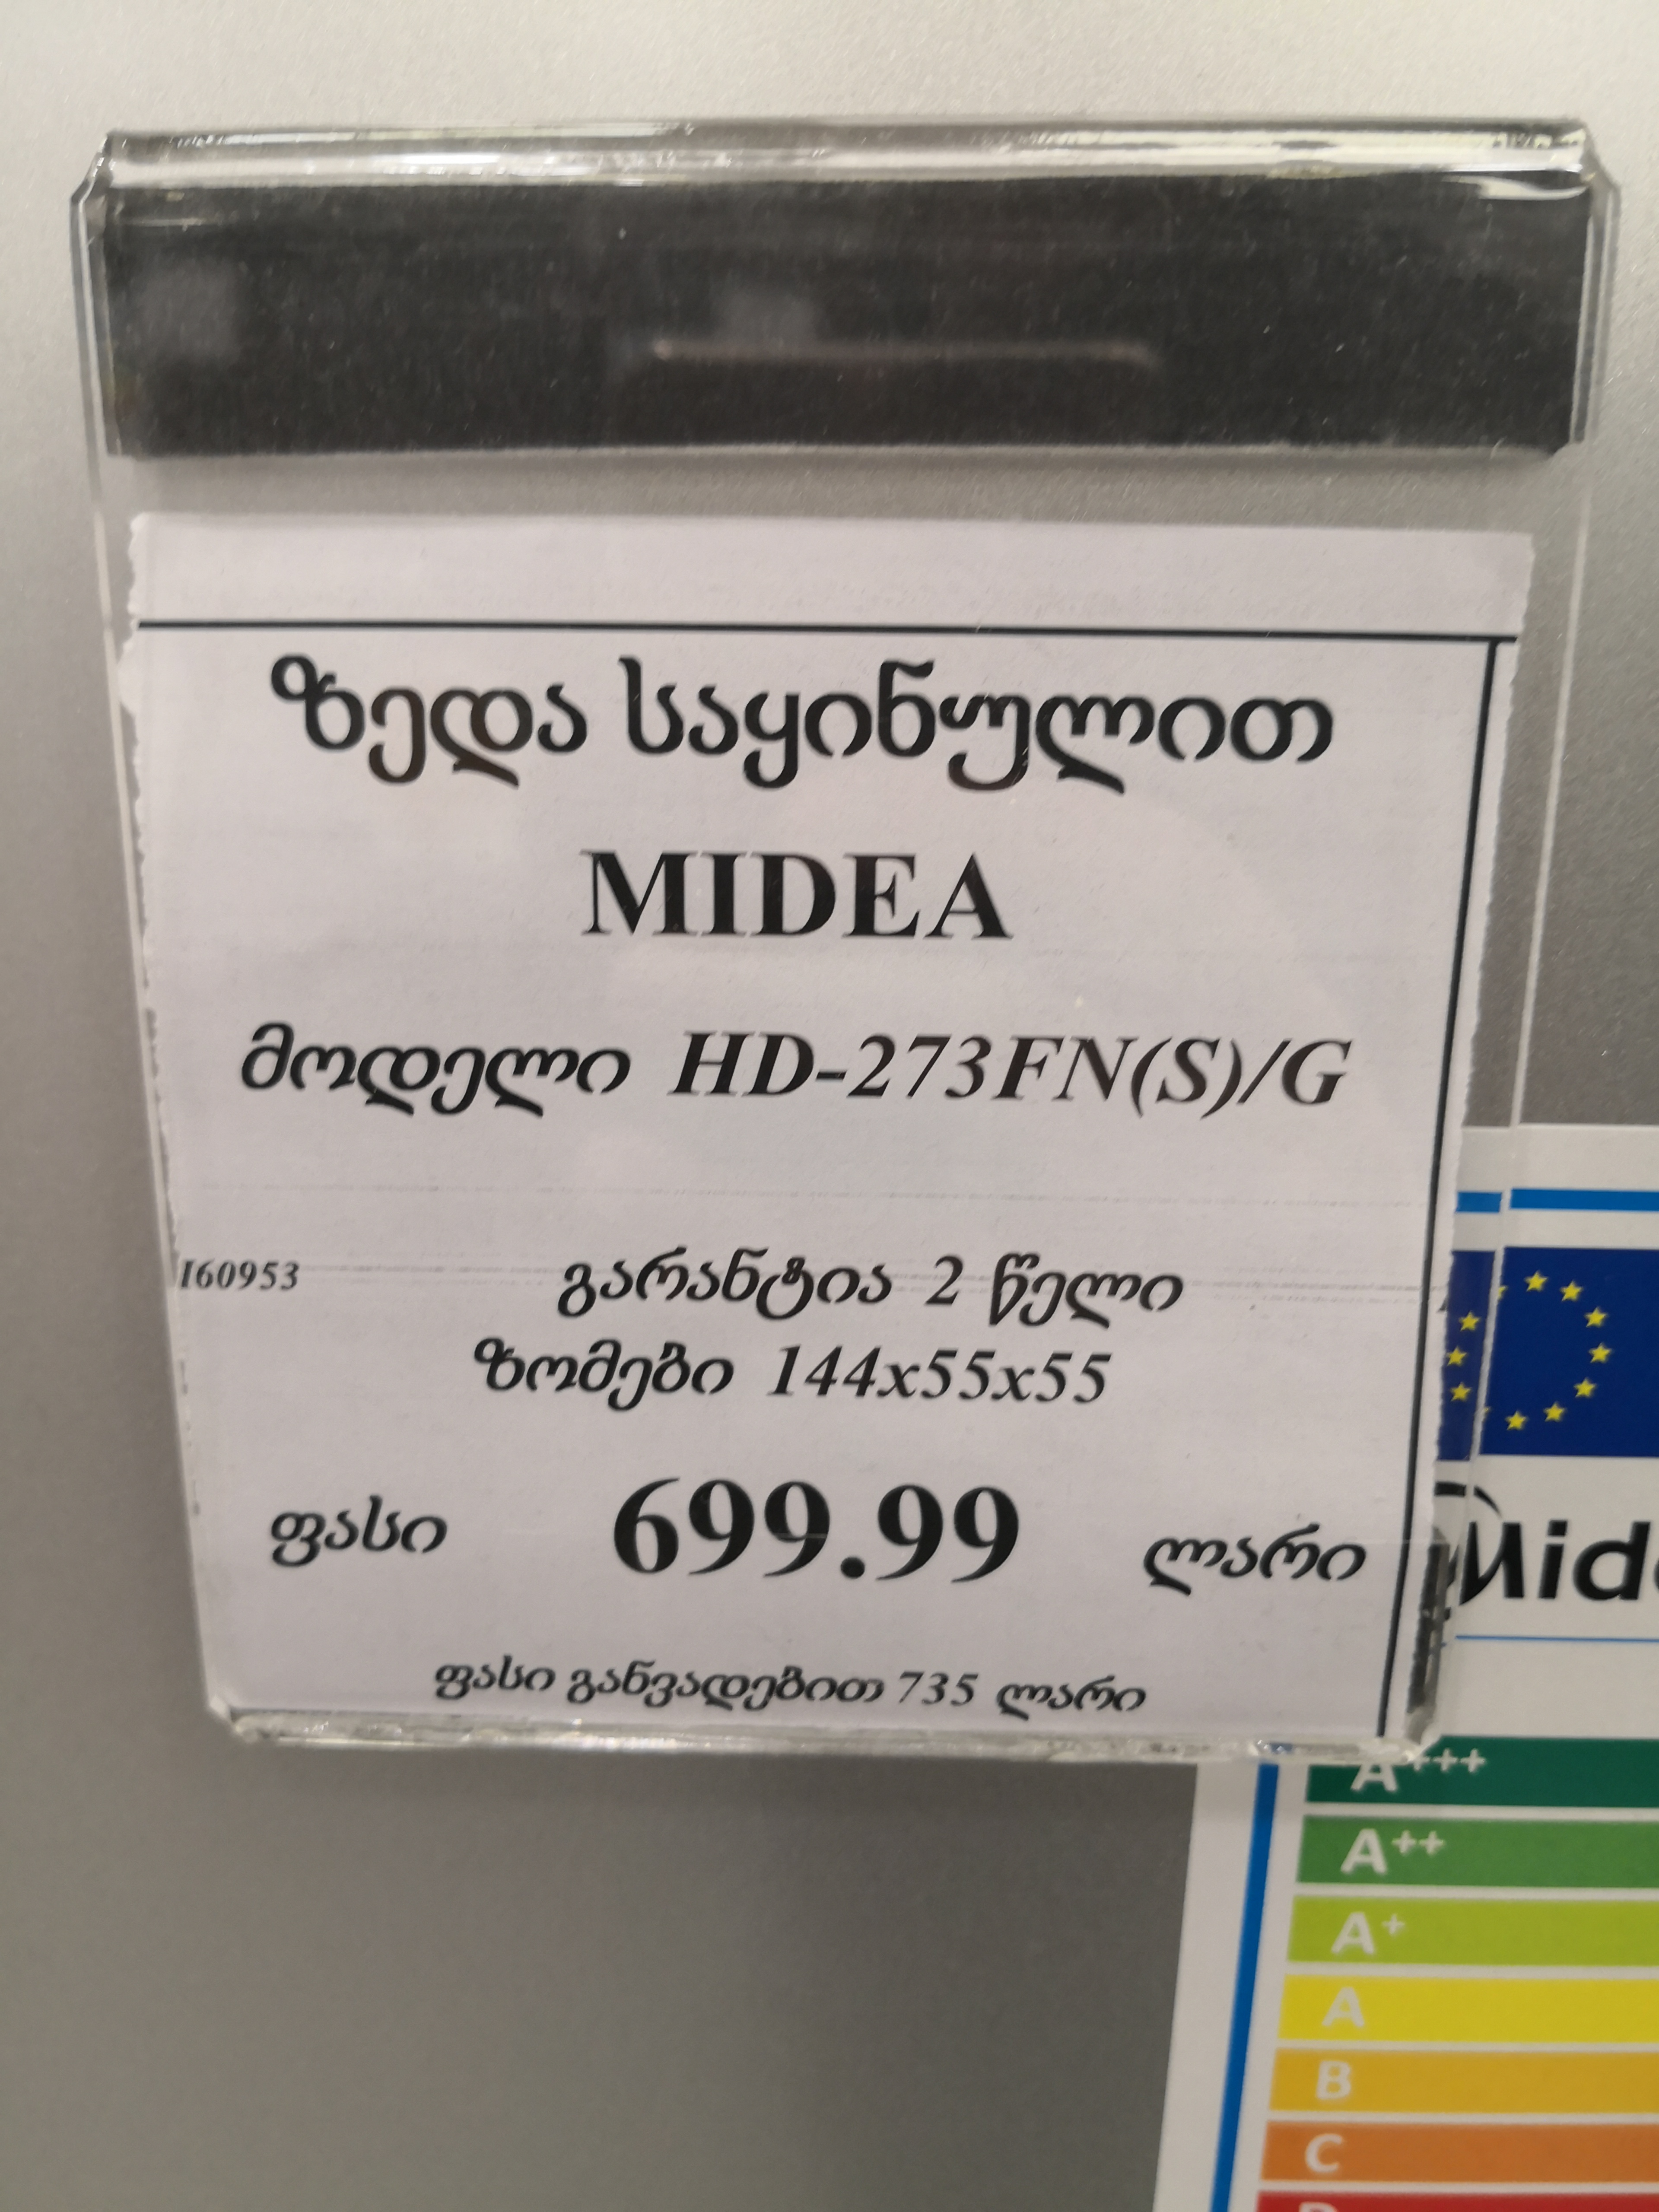 ზედა საყინულით
MIDEA
მოდელი HD-273FN(S)/G
I60953
გარანტია 2 წელი
ზომები 144x55x55
ფასი 699.99 ლარი
ფასი განვადებით 735 ლარი
Mide
A+++
A++
A+
A
B
C